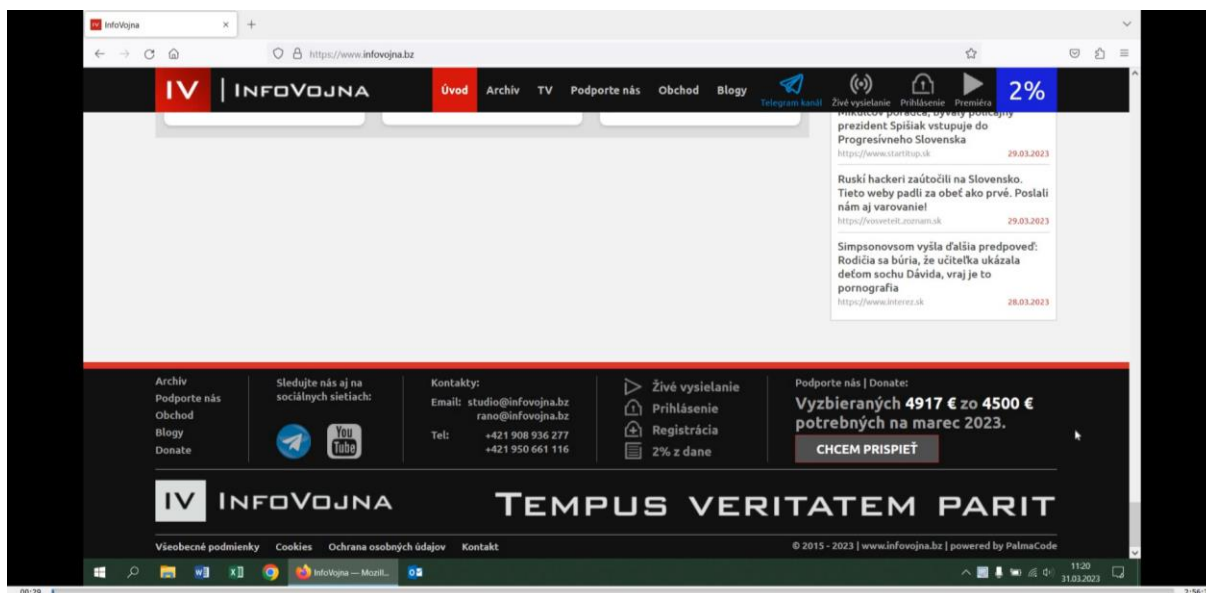 InfoVojna
https://www.infovojna.bz
IV | INFOVOJNA
Úvod Archív TV Podporte nás Obchod Blogy
Telegram kanál Živé vysielanie Prihlásenie Premiéra 2%
Mikulcov poradca, bývalý policajný
prezident Spišiak vstupuje do
Progresívneho Slovenska
https://www.startitup.sk 29.03.2023
Ruskí hackeri zaútočili na Slovensko.
Tieto weby padli za obeť ako prvé. Poslali
nám aj varovanie!
https://vosveteit.zoznam.sk 29.03.2023
Simpsonovsom vyšla ďalšia predpoveď:
Rodičia sa búria, že učiteľka ukázala
deťom sochu Dávida, vraj je to
pornografia
https://www.interez.sk 28.03.2023
Archív
Podporte nás
Obchod
Blogy
Donate
Sledujte nás aj na
sociálnych sietiach:
You
Tube
Kontakty:
Email: studio@infovojna.bz
rano@infovojna.bz
Tel: +421 908 936 277
+421 950 661 116
Živé vysielanie
Prihlásenie
Registrácia
2% z dane
Podporte nás | Donate:
Vyzbieraných 4917 € zo 4500 €
potrebných na marec 2023.
CHCEM PRISPIEŤ
IV INFOVOJNA TEMPUS VERITATEM PARIT
Všeobecné podmienky Cookies Ochrana osobných údajov Kontakt
© 2015 - 2023 | www.infovojna.bz | powered by PalmaCode
InfoVojna — Mozill...
11:20
31.03.2023
00:29